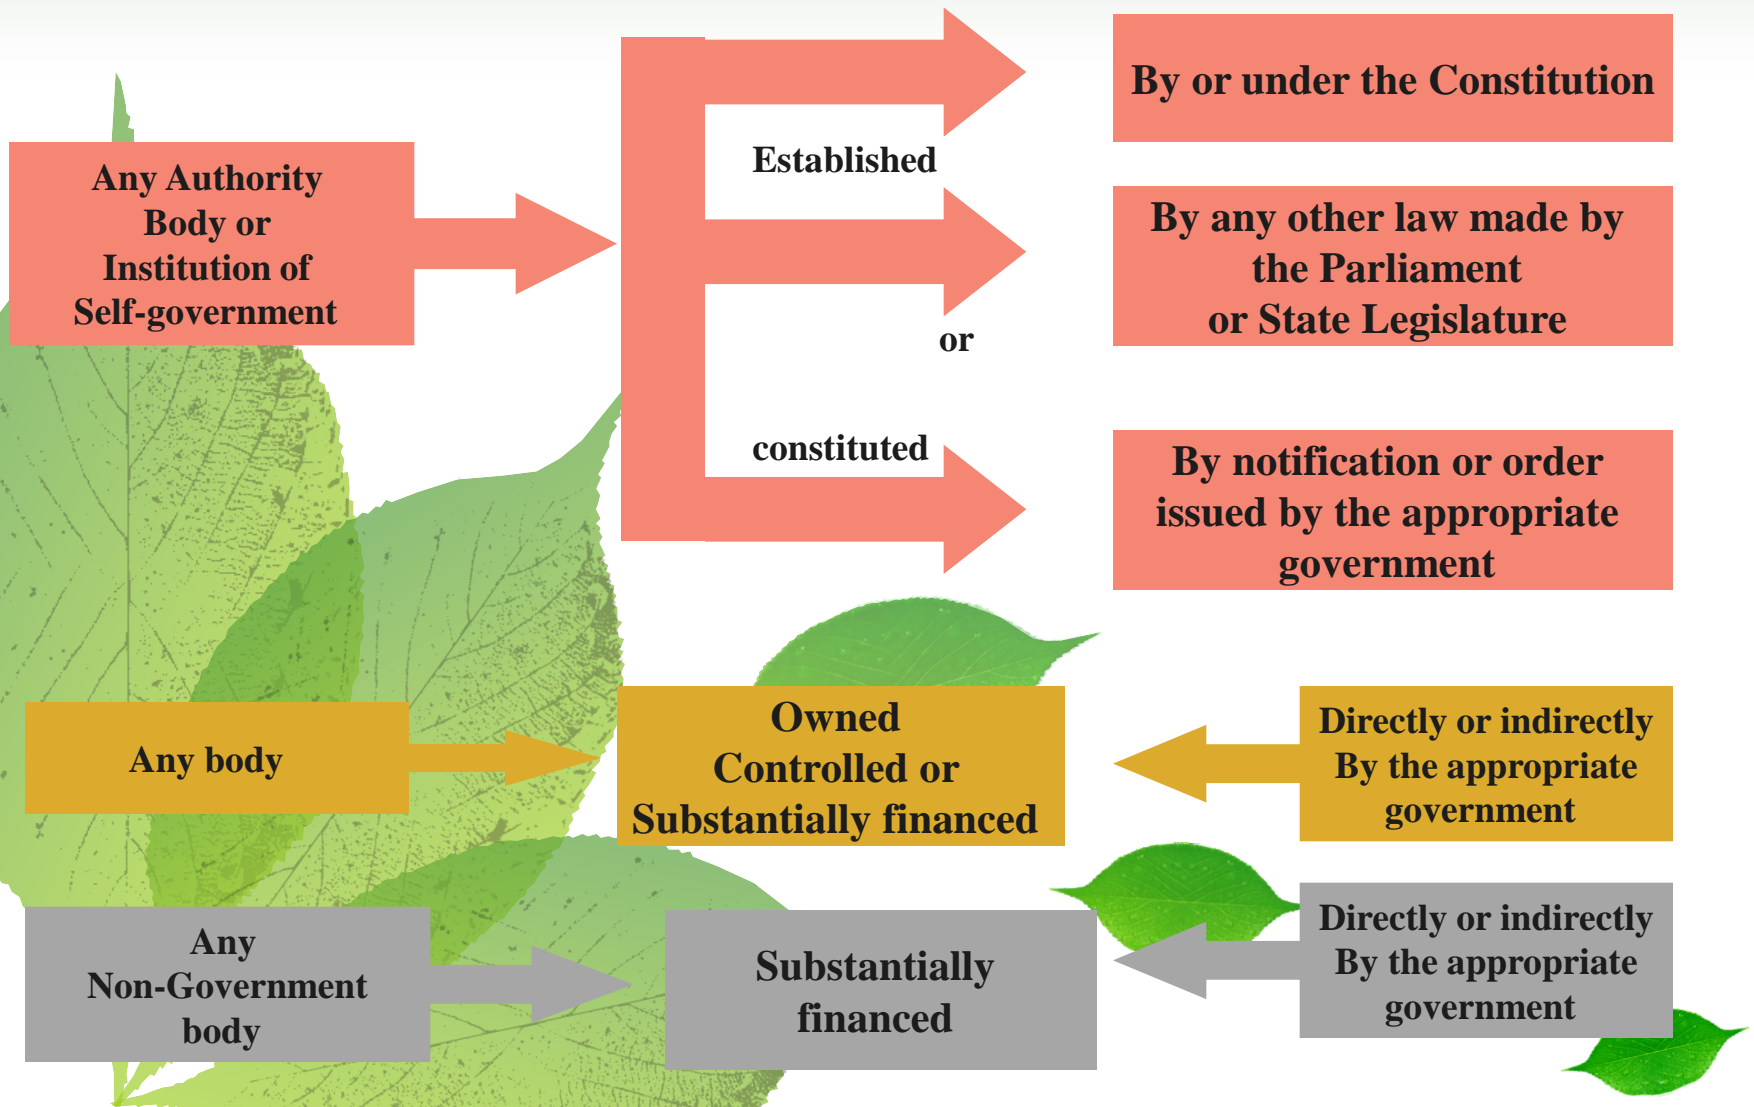 Any Authority
Body or
Institution of
Self-government
Established
or
constituted
By or under the Constitution
By any other law made by
the Parliament
or State Legislature
By notification or order
issued by the appropriate
government
Any body
Owned
Controlled or
Substantially financed
Directly or indirectly
By the appropriate
government
Any
Non-Government
body
Substantially
financed
Directly or indirectly
By the appropriate
government